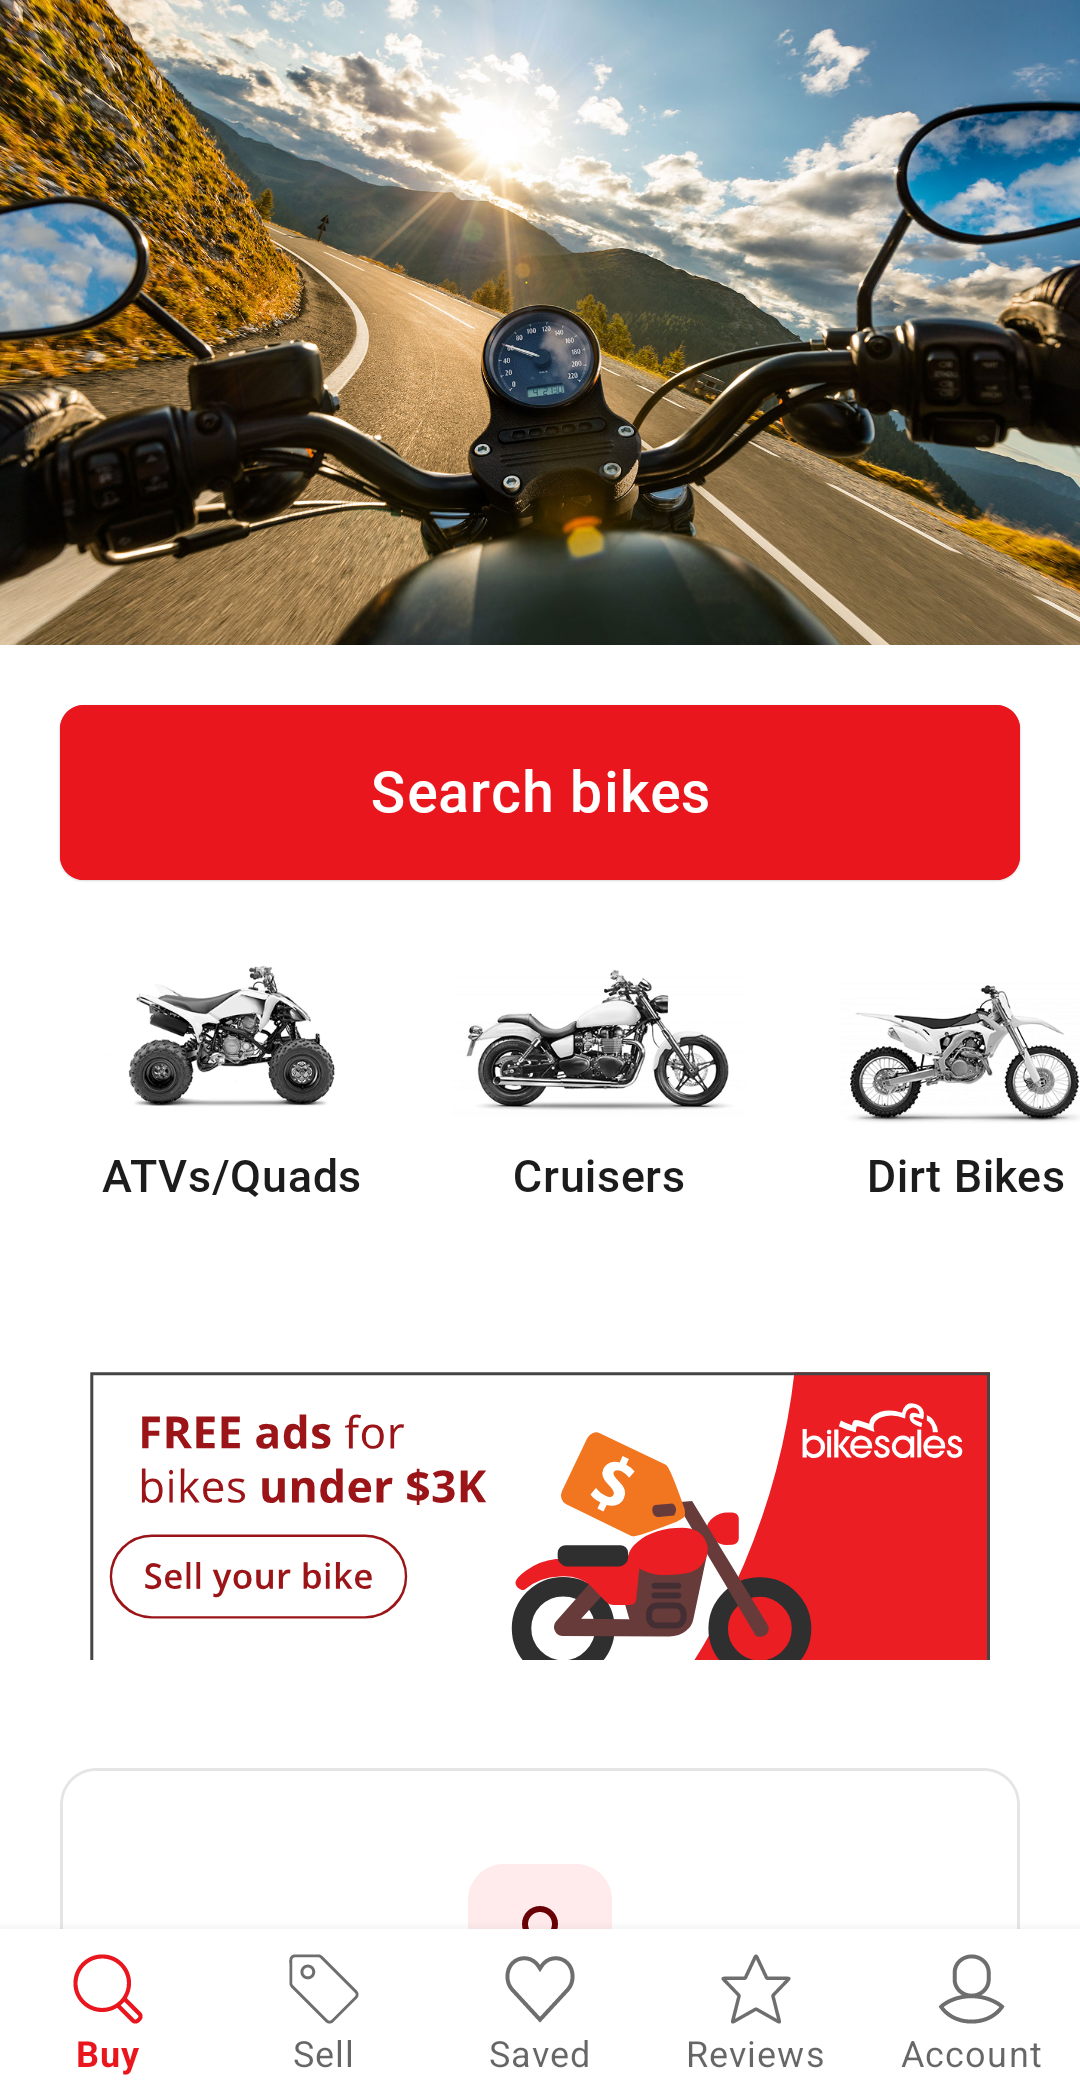 Search bikes
ATVs/Quads
Cruisers
Dirt Bikes
FREE ads for
bikes under $3K
Sell your bike
bikesales
Buy
Sell
Saved
Reviews
Account